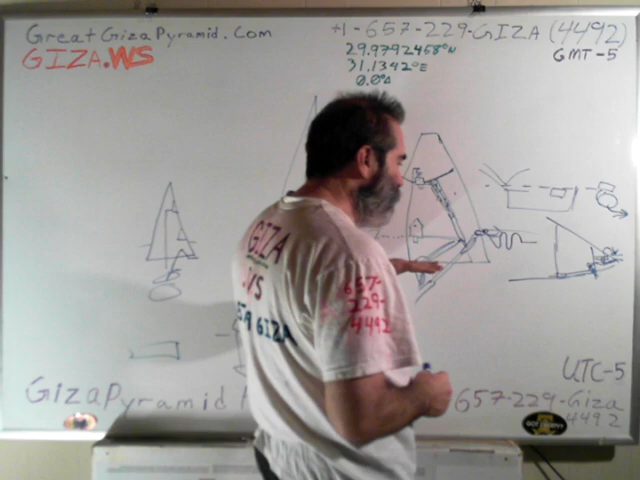 GreatGizaPyramid.Com
+1-657-229-GIZA (4492)
GIZA.WS
GMT-5
29.9792458°N
31.1342°E
0.0°Δ
GIZA
.WS
657-
229-
4492
GIZA
UTC-5
GizaPyramid
657-229-Giza
4492